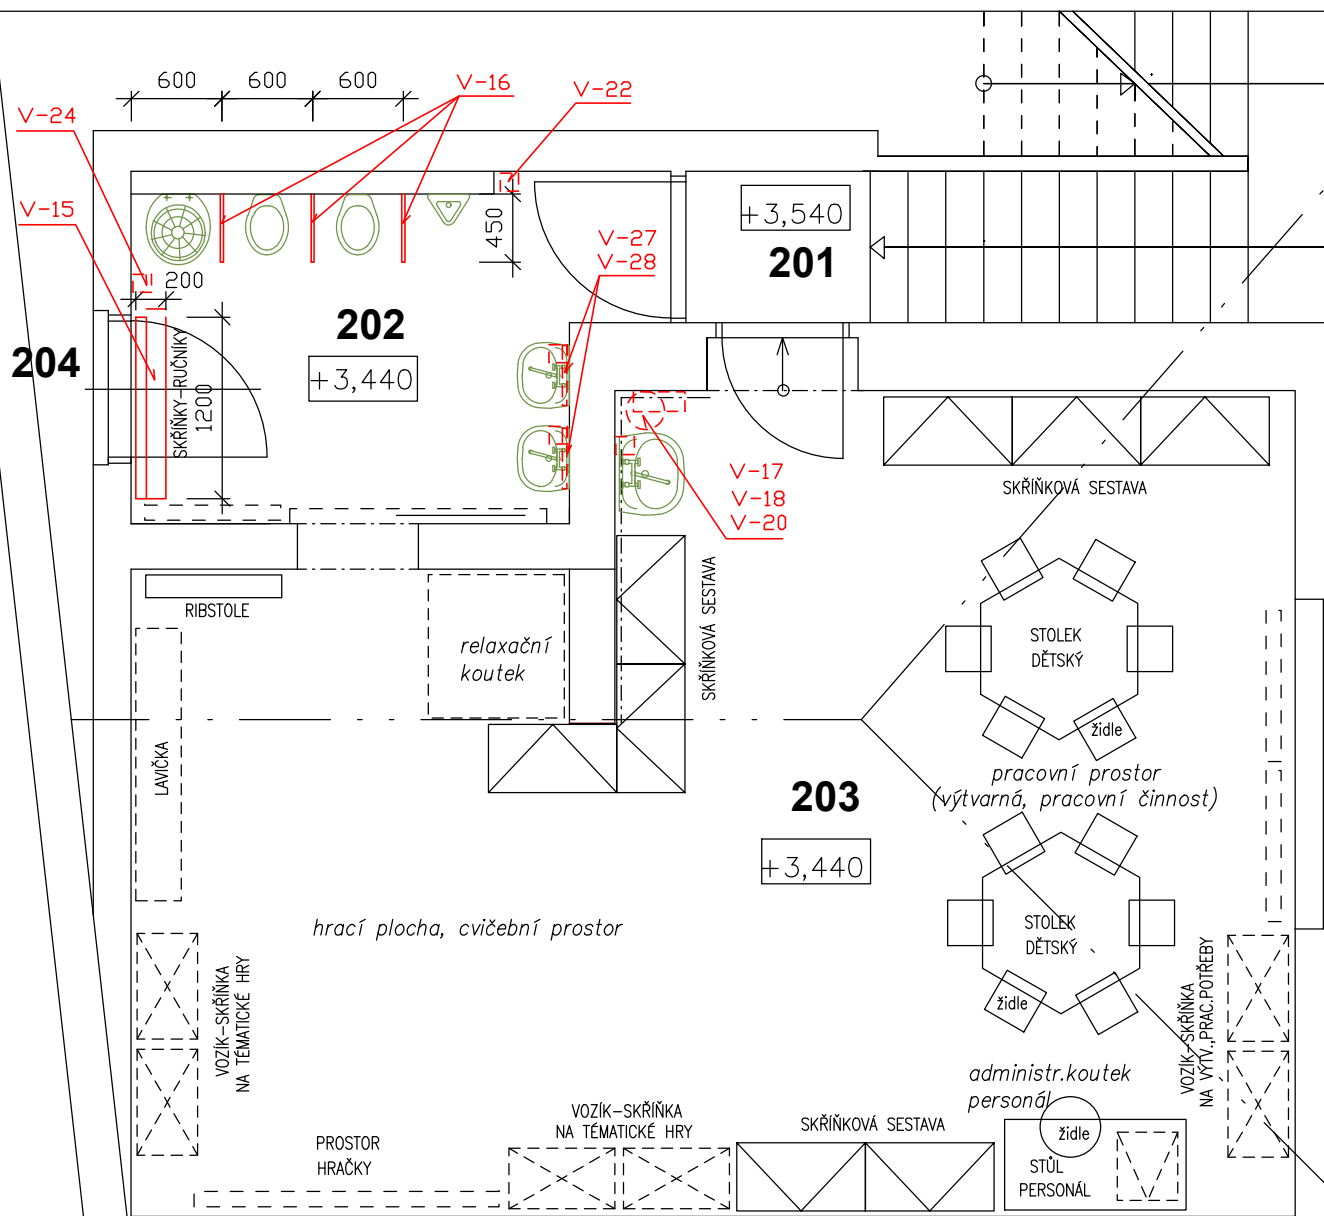 600
600
600
V-16
V-22
V-24
V-15
450
+3,540
201
V-27
V-28
200
202
+3,440
204
SKŘÍŇKY-RUČNÍKY
1200
V-17
V-18
V-20
SKŘÍŇKOVÁ SESTAVA
SKŘÍŇKOVÁ SESTAVA
RIBSTOLE
relaxační
koutek
STOLEK
DĚTSKÝ
židle
LAVIČKA
pracovní prostor
(výtvarná, pracovní činnost)
203
+3,440
hrací plocha, cvičební prostor
STOLEK
DĚTSKÝ
židle
VOZÍK-SKŘÍŇKA
NA TÉMATICKÉ HRY
VOZÍK-SKŘÍŇKA
NA VÝTV.,PRAC.POTŘEBY
administr.koutek
personál
VOZÍK-SKŘÍŇKA
NA TÉMATICKÉ HRY
SKŘÍŇKOVÁ SESTAVA
židle
PROSTOR
HRAČKY
STŮL
PERSONÁL